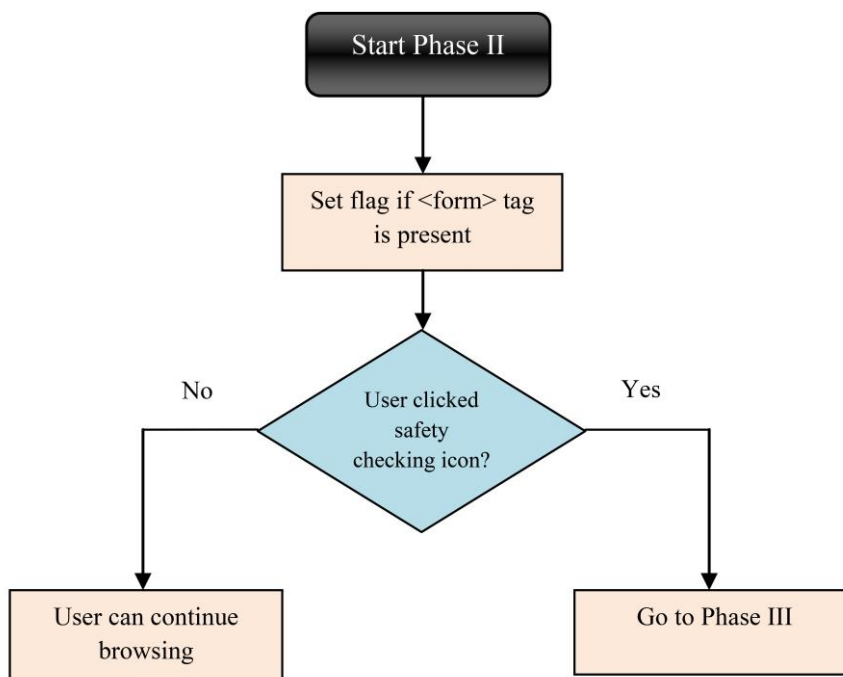 Start Phase II
Set flag if <form> tag
is present
No
Yes
User clicked
safety
checking icon?
User can continue
browsing
Go to Phase III